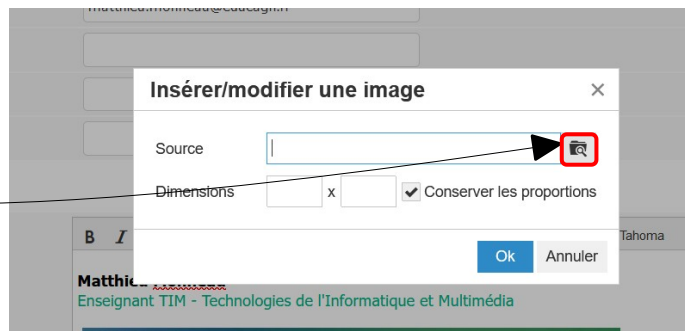 Insérer/modifier une image
Source
Dimensions
x
Conserver les proportions
Ok Annuler
B I
Tahoma
Matthieu
Enseignant TIM - Technologies de l'Informatique et Multimédia